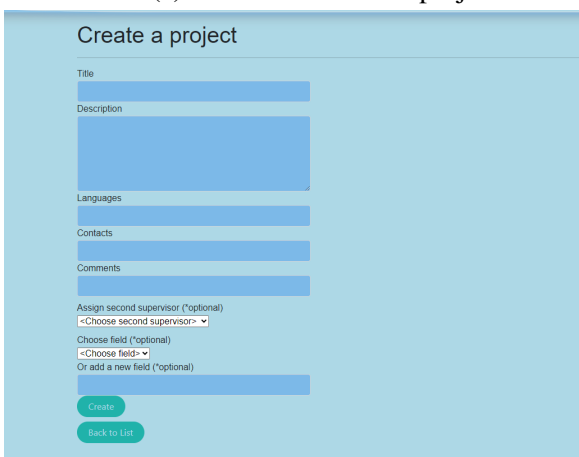 Create a project
Title
Description
Languages
Contacts
Comments
Assign second supervisor (*optional)
<Choose second supervisor>
Choose field (*optional)
<Choose field>
Or add a new field (*optional)
Create
Back to List